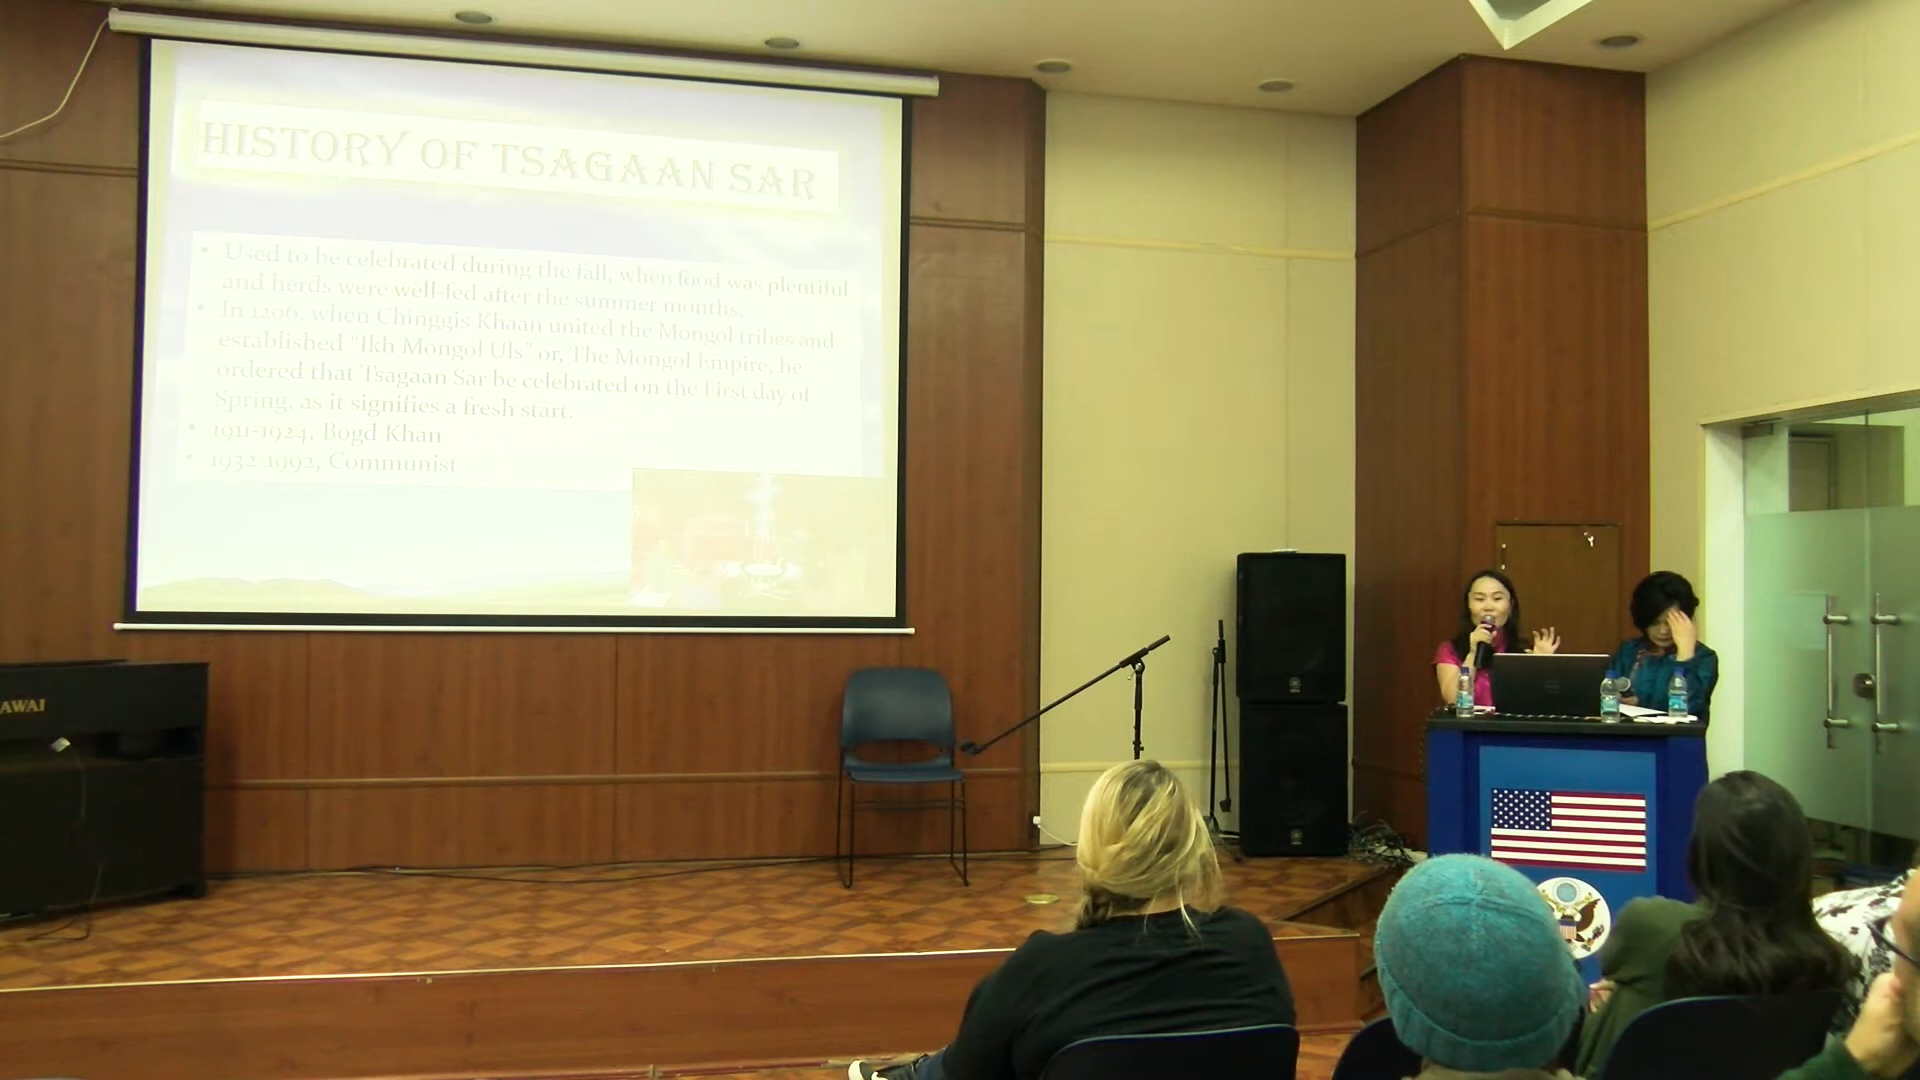 HISTORY OF TSAGAAN SAR
• Used to be celebrated during the fall, when food was plentiful
and herds were well-fed after the summer months.
• In 1206, when Chinggis Khaan united the Mongol tribes and
established "Ikh Mongol Uls" or, The Mongol Empire, he
ordered that Tsagaan Sar be celebrated on the First day of
Spring, as it signifies a fresh start.
• 1911-1924, Bogd Khan
• 1932-1992, Communist
AWAI